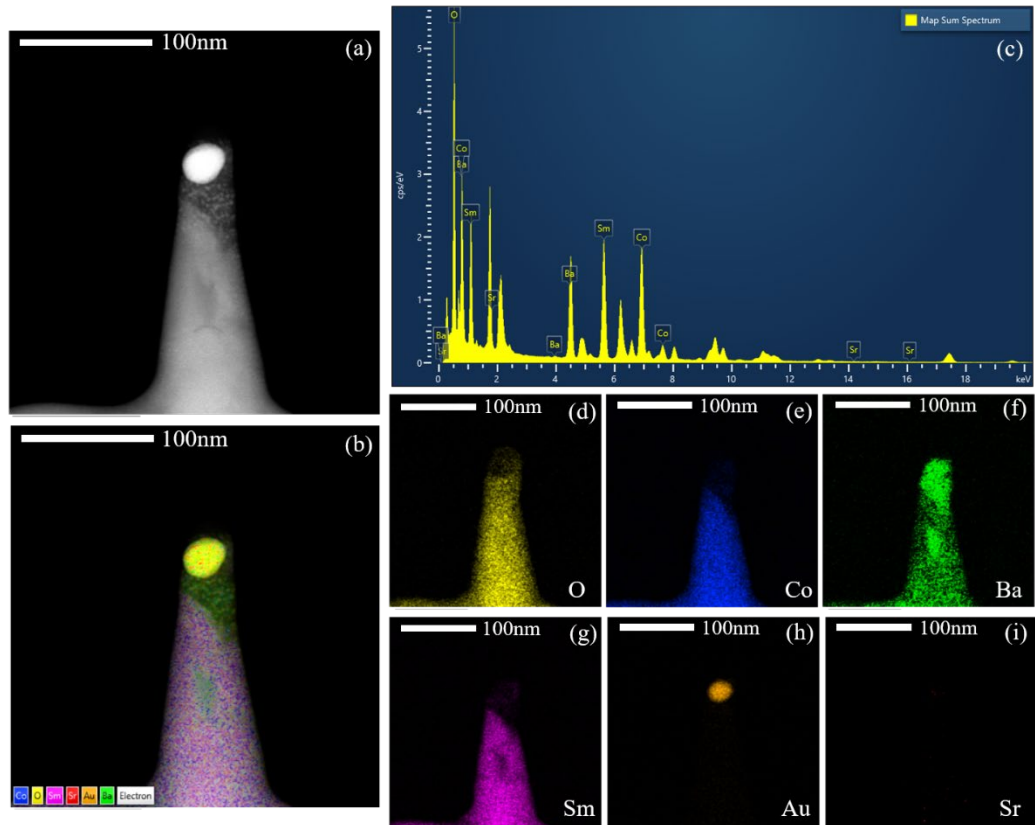 100nm
(a)
Map Sum Spectrum
(c)
cps/eV
5
4
3
2
1
0
O
Co
Ba
Sm
Sr
Ba
Ba
Sm
Co
Ba
Co
Sr
Sr
0
2
4
6
8
10
12
14
16
18
keV
100nm
(b)
Co O Sm Sr Au Ba Electron
100nm
(d)
O
100nm
(e)
Co
100nm
(f)
Ba
100nm
(g)
Sm
100nm
(h)
Au
100nm
(i)
Sr